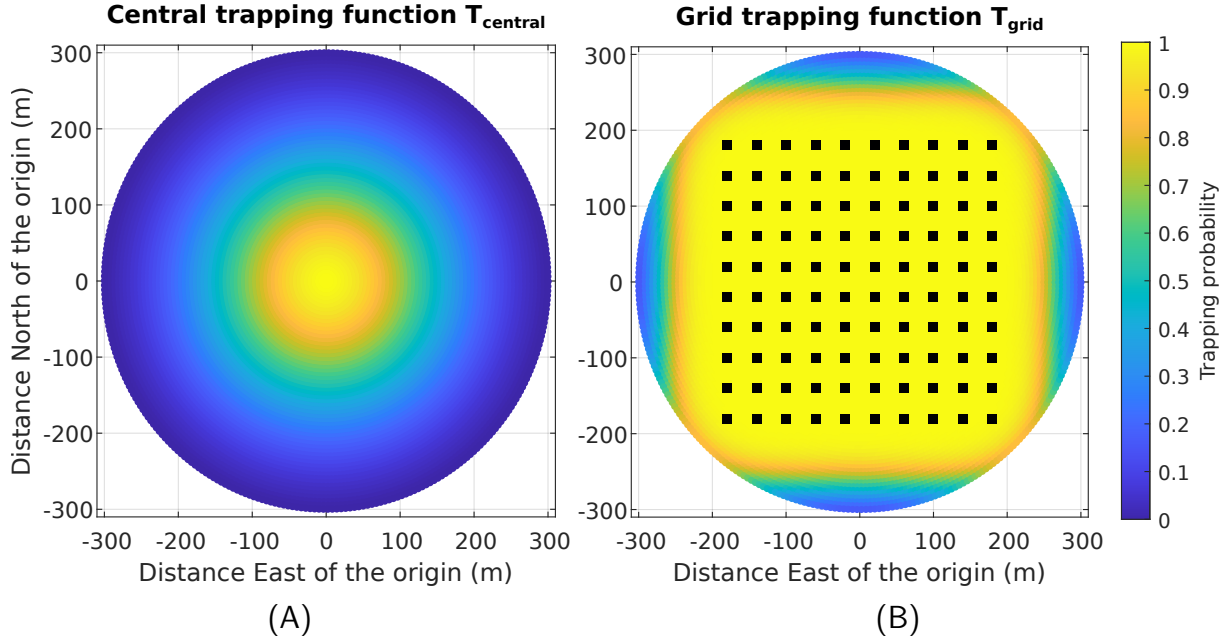 Central trapping function T_central
Grid trapping function T_grid
Distance North of the origin (m)
300
200
100
0
-100
-200
-300
-300 -200 -100 0 100 200 300
Distance East of the origin (m)
(A)
300
200
100
0
-100
-200
-300
-300 -200 -100 0 100 200 300
Distance East of the origin (m)
(B)
1
0.9
0.8
0.7
0.6
0.5
0.4
0.3
0.2
0.1
0
Trapping probability